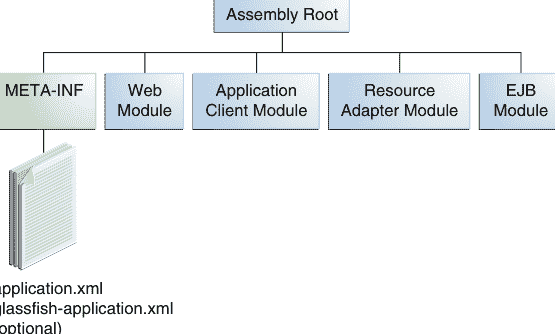 Assembly Root
META-INF
Web
Module
Application
Client Module
Resource
Adapter Module
EJB
Module
application.xml
glassfish-application.xml
(optional)